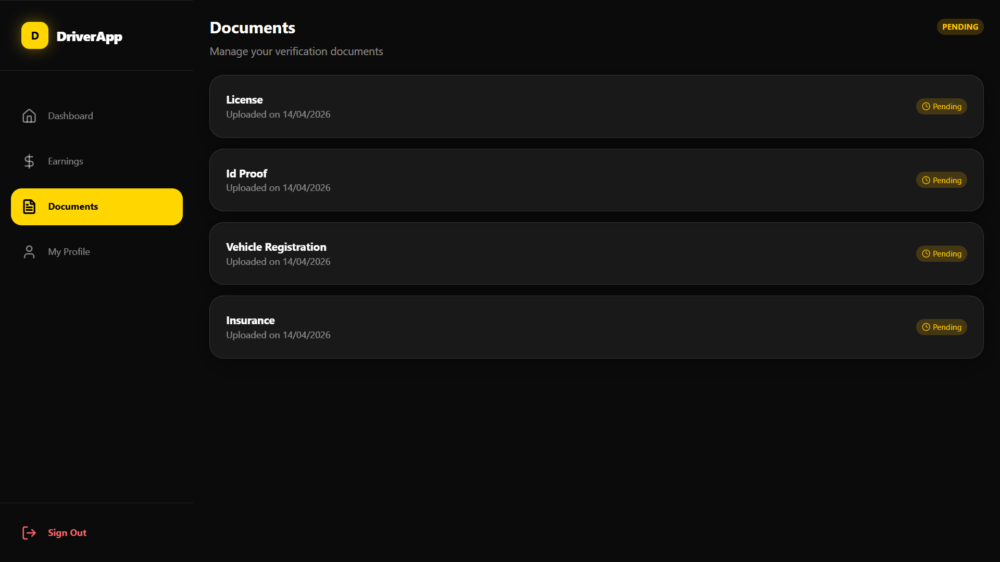 D
DriverApp
Dashboard
Earnings
Documents
My Profile
Sign Out
Documents
PENDING
Manage your verification documents
License
Uploaded on 14/04/2026
Pending
Id Proof
Uploaded on 14/04/2026
Pending
Vehicle Registration
Uploaded on 14/04/2026
Pending
Insurance
Uploaded on 14/04/2026
Pending